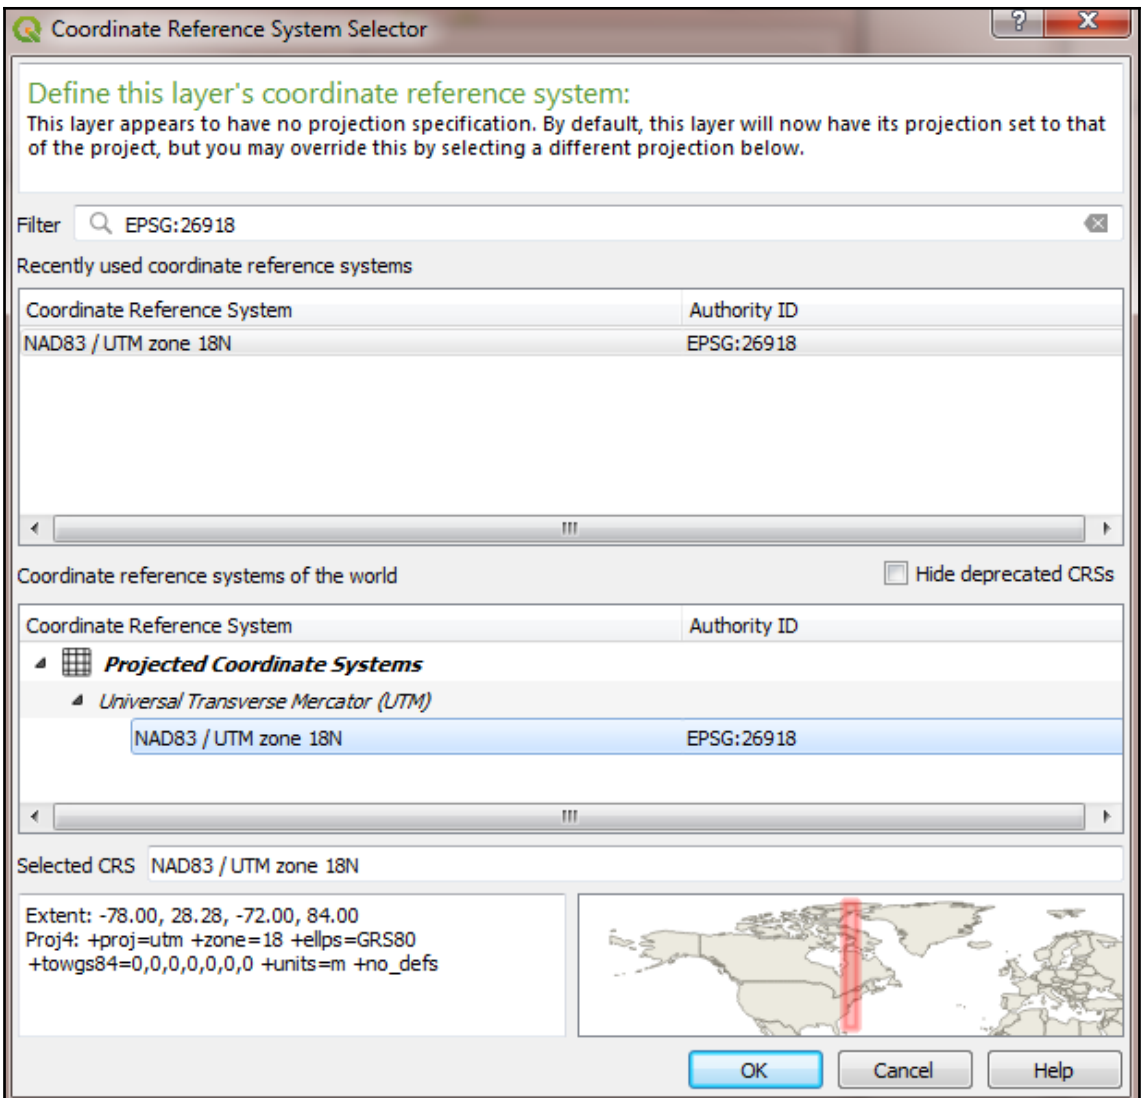 Coordinate Reference System Selector
?
Define this layer's coordinate reference system:
This layer appears to have no projection specification. By default, this layer will now have its projection set to that
of the project, but you may override this by selecting a different projection below.
Filter EPSG:26918
Recently used coordinate reference systems
Coordinate Reference System Authority ID
NAD83 / UTM zone 18N EPSG:26918
Coordinate reference systems of the world Hide deprecated CRSs
Coordinate Reference System Authority ID
Projected Coordinate Systems
Universal Transverse Mercator (UTM)
NAD83 / UTM zone 18N EPSG:26918
Selected CRS NAD83 / UTM zone 18N
Extent: -78.00, 28.28, -72.00, 84.00
Proj4: +proj=utm +zone=18 +ellps=GRS80
+towgs84=0,0,0,0,0,0,0 +units=m +no_defs
OK Cancel Help